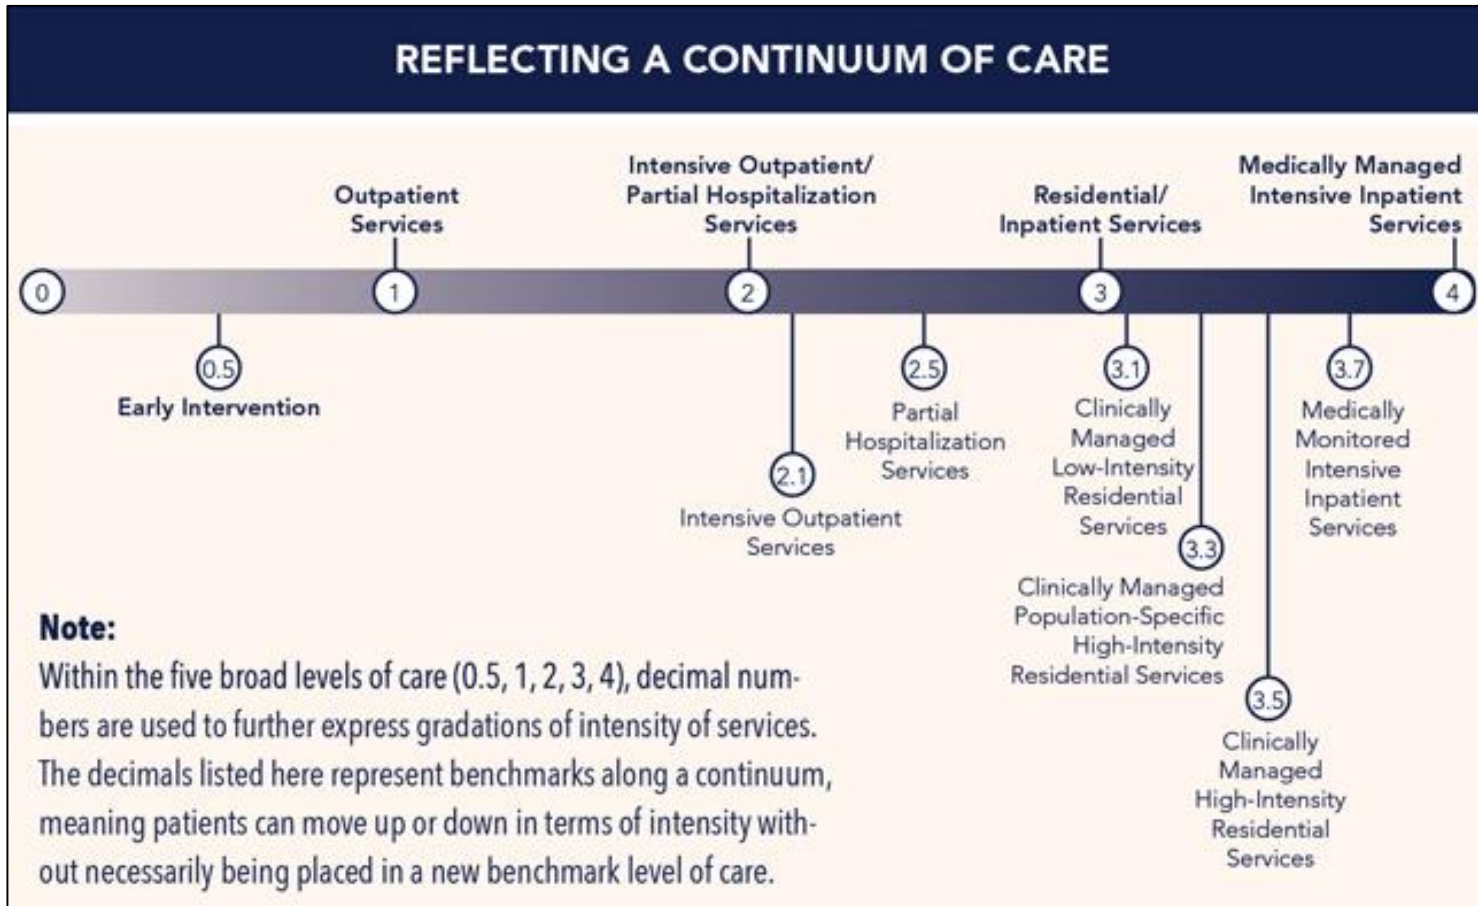 REFLECTING A CONTINUUM OF CARE
Outpatient
Services
Intensive Outpatient/
Partial Hospitalization
Services
Residential/
Inpatient Services
Medically Managed
Intensive Inpatient
Services
0
1
2
3
4
0.5
Early Intervention
2.1
Intensive Outpatient
Services
2.5
Partial
Hospitalization
Services
3.1
Clinically
Managed
Low-Intensity
Residential
Services
3.3
Clinically Managed
Population-Specific
High-Intensity
Residential Services
3.5
Clinically
Managed
High-Intensity
Residential
Services
3.7
Medically
Monitored
Intensive
Inpatient
Services
Note:
Within the five broad levels of care (0.5, 1, 2, 3, 4), decimal num-
bers are used to further express gradations of intensity of services.
The decimals listed here represent benchmarks along a continuum,
meaning patients can move up or down in terms of intensity with-
out necessarily being placed in a new benchmark level of care.